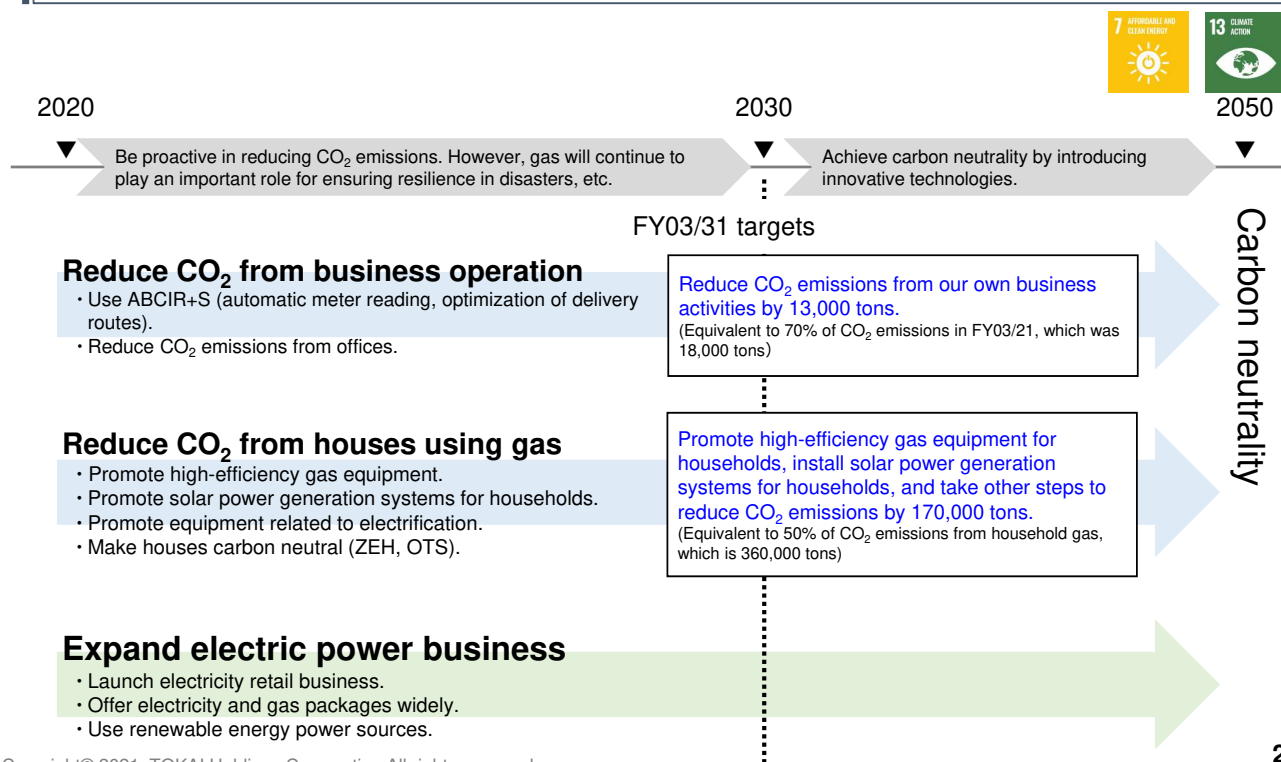 7 AFFORDABLE AND
CLEAN ENERGY
13 CLIMATE
ACTION
2020
2030
2050
Be proactive in reducing CO₂ emissions. However, gas will continue to
play an important role for ensuring resilience in disasters, etc.
Achieve carbon neutrality by introducing
innovative technologies.
FY03/31 targets
Carbon neutrality
Reduce CO₂ from business operation
・Use ABCIR+S (automatic meter reading, optimization of delivery
routes).
・Reduce CO₂ emissions from offices.
Reduce CO₂ emissions from our own business
activities by 13,000 tons.
(Equivalent to 70% of CO₂ emissions in FY03/21, which was
18,000 tons)
Reduce CO₂ from houses using gas
・Promote high-efficiency gas equipment.
・Promote solar power generation systems for households.
・Promote equipment related to electrification.
・Make houses carbon neutral (ZEH, OTS).
Promote high-efficiency gas equipment for
households, install solar power generation
systems for households, and take other steps to
reduce CO₂ emissions by 170,000 tons.
(Equivalent to 50% of CO₂ emissions from household gas,
which is 360,000 tons)
Expand electric power business
・Launch electricity retail business.
・Offer electricity and gas packages widely.
・Use renewable energy power sources.